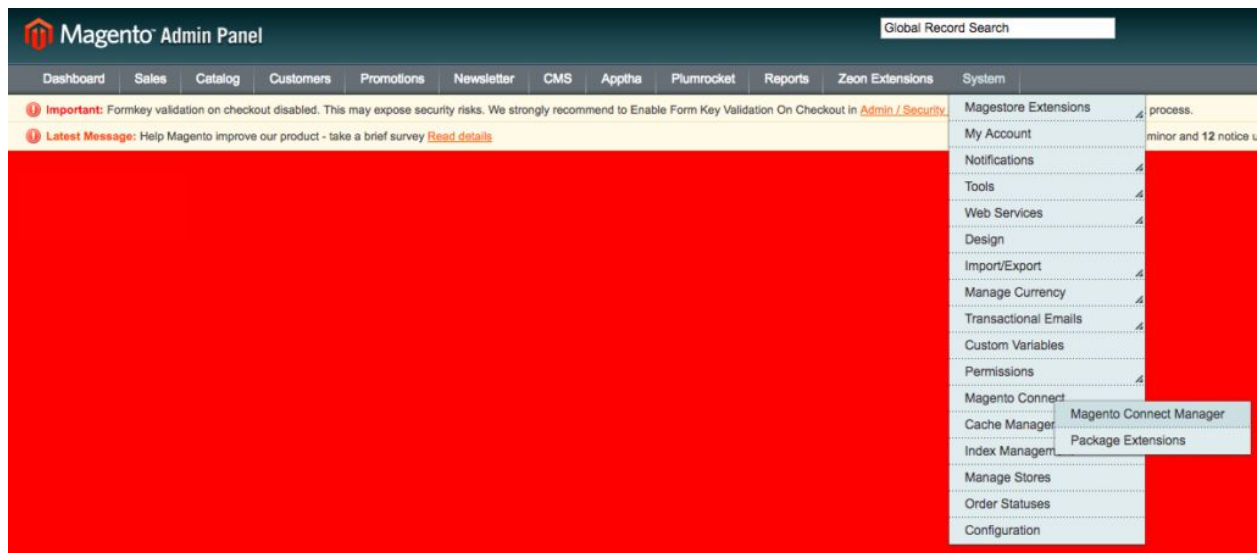 Magento Admin Panel
Global Record Search
Dashboard Sales Catalog Customers Promotions Newsletter CMS Apptha Plumrocket Reports Zeon Extensions System
Important: Formkey validation on checkout disabled. This may expose security risks. We strongly recommend to Enable Form Key Validation On Checkout in Admin / Security process.
Latest Message: Help Magento improve our product - take a brief survey Read details minor and 12 notice
Magestore Extensions
My Account
Notifications
Tools
Web Services
Design
Import/Export
Manage Currency
Transactional Emails
Custom Variables
Permissions
Magento Connect
Magento Connect Manager
Cache
Package Extensions
Index
Manage Stores
Order Statuses
Configuration